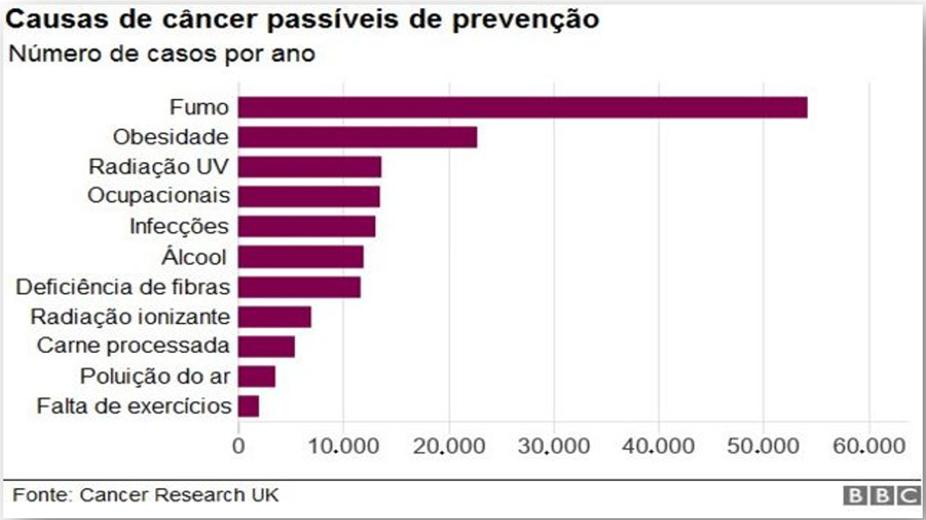 Causas de câncer passíveis de prevenção
Número de casos por ano
Fumo
Obesidade
Radiação UV
Ocupacionais
Infecções
Álcool
Deficiência de fibras
Radiação ionizante
Carne processada
Poluição do ar
Falta de exercícios
0 10.000 20.000 30.000 40.000 50.000 60.000
Fonte: Cancer Research UK
BBC